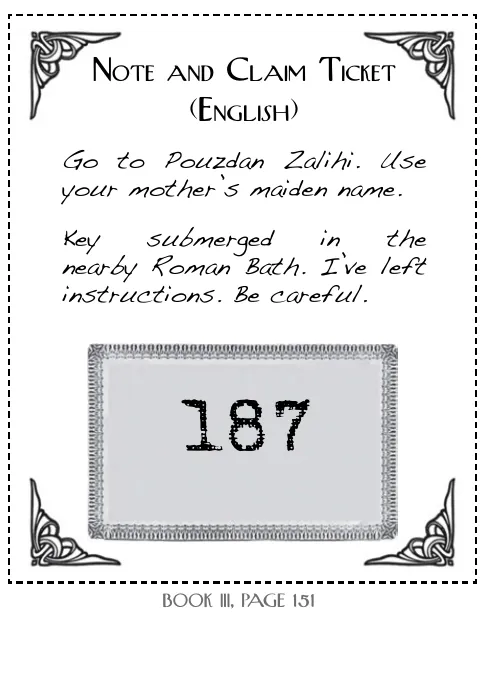 Note and Claim Ticket
(English)
Go to Pouzdan Zalihi. Use
your mother's maiden name.
Key submerged in the
nearby Roman Bath. I've left
instructions. Be careful.
187
Book III, Page 151